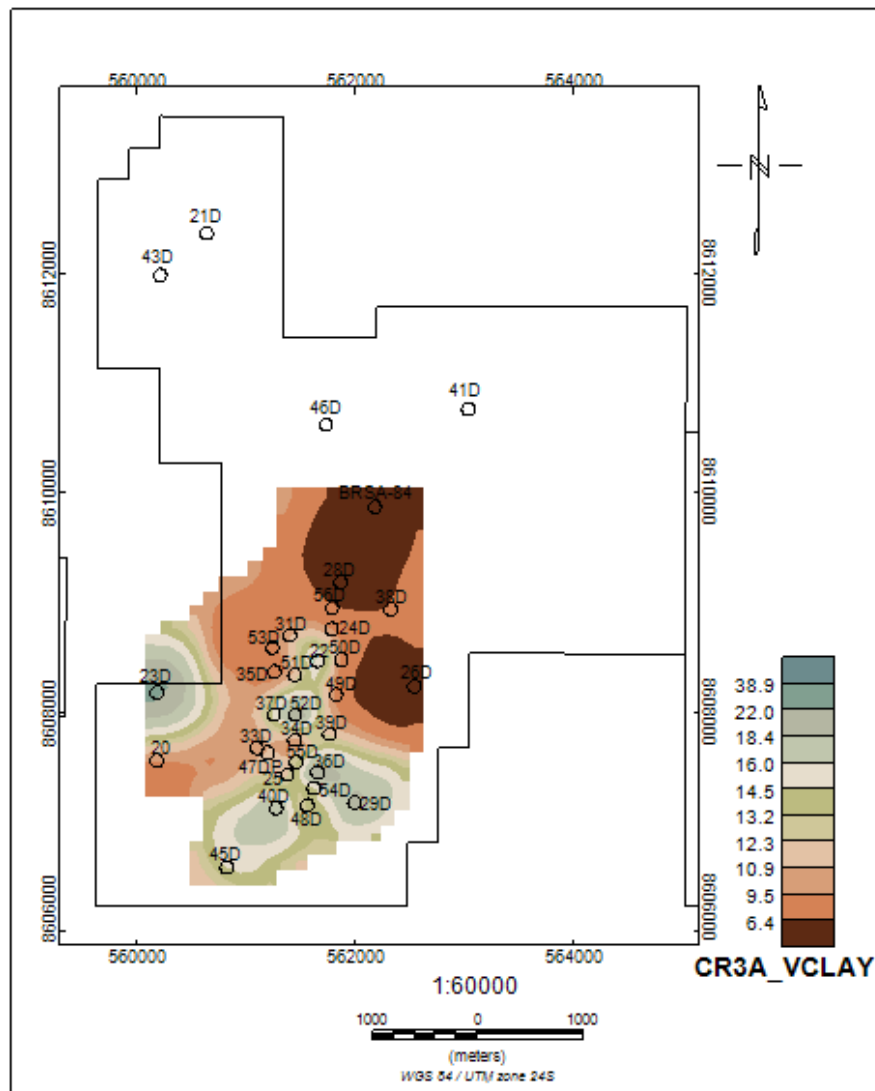 560000 562000 564000
21D
43D
8612000 8612000
41D
46D
8610000 BRSA-84 8610000
28D
56D 38D
31D 24D
53D 22 50D
35D 51D 26D
23D 49D
8608000 37D 52D 8608000
34D 39D
33D
20 47DP 55D
25 36D
40D 54D 29D
48D
45D
8606000 8606000
560000 562000 564000
38.9
22.0
18.4
16.0
14.5
13.2
12.3
10.9
9.5
6.4
CR3A_VCLAY
1:60000
1000 0 1000
(meters)
WGS 84 / UTM zone 24S
N